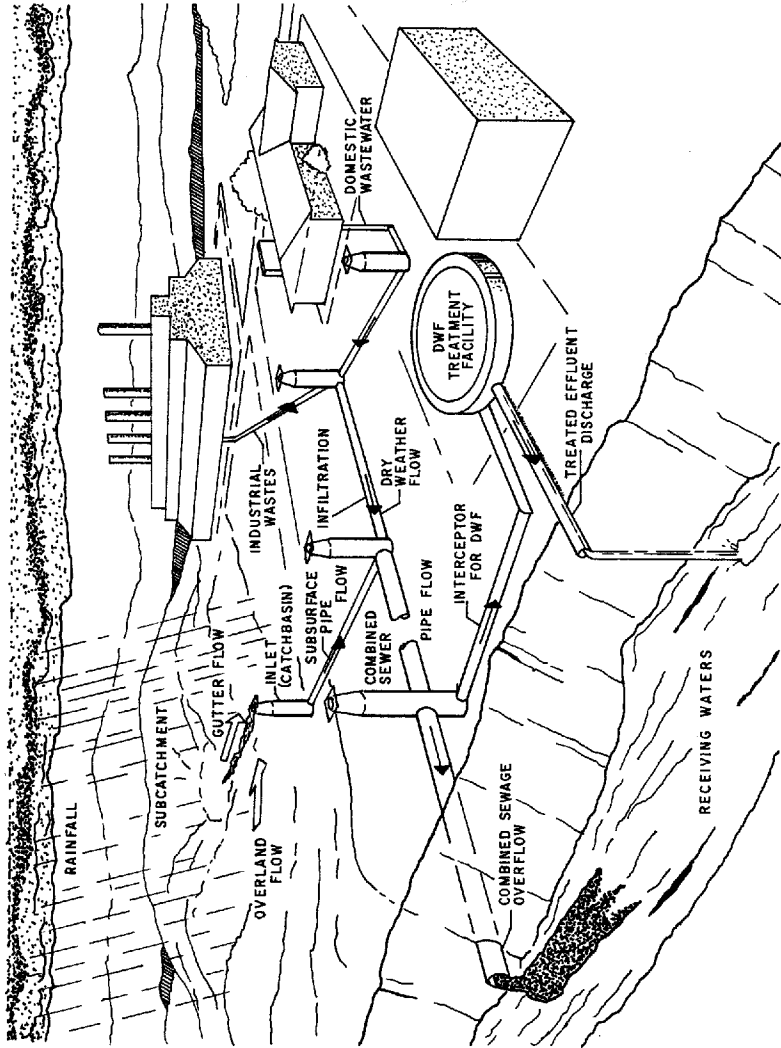 RAINFALL
SUBCATCHMENT
GUTTER FLOW
OVERLAND
FLOW
INLET
(CATCHBASIN)
SUBSURFACE
PIPE
FLOW
INDUSTRIAL
WASTES
INFILTRATION
DRY
WEATHER
FLOW
DOMESTIC
WASTEWATER
COMBINED
SEWER
PIPE FLOW
INTERCEPTOR
FOR DWF
DWF
TREATMENT
FACILITY
TREATED EFFLUENT
DISCHARGE
COMBINED SEWAGE
OVERFLOW
RECEIVING WATERS